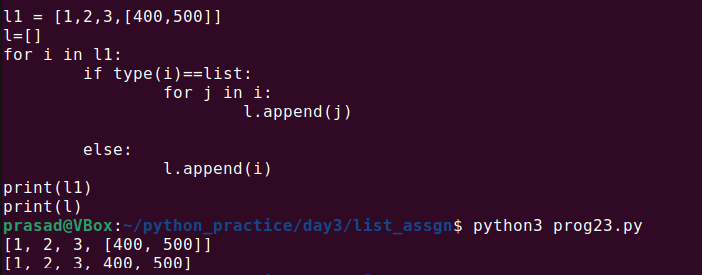 l1 = [1,2,3,[400,500]]
l=[]
for i in l1:
        if type(i)==list:
                for j in i:
                        l.append(j)

        else:
                l.append(i)
print(l1)
print(l)
prasad@VBox:~/python_practice/day3/list_assgn$ python3 prog23.py
[1, 2, 3, [400, 500]]
[1, 2, 3, 400, 500]